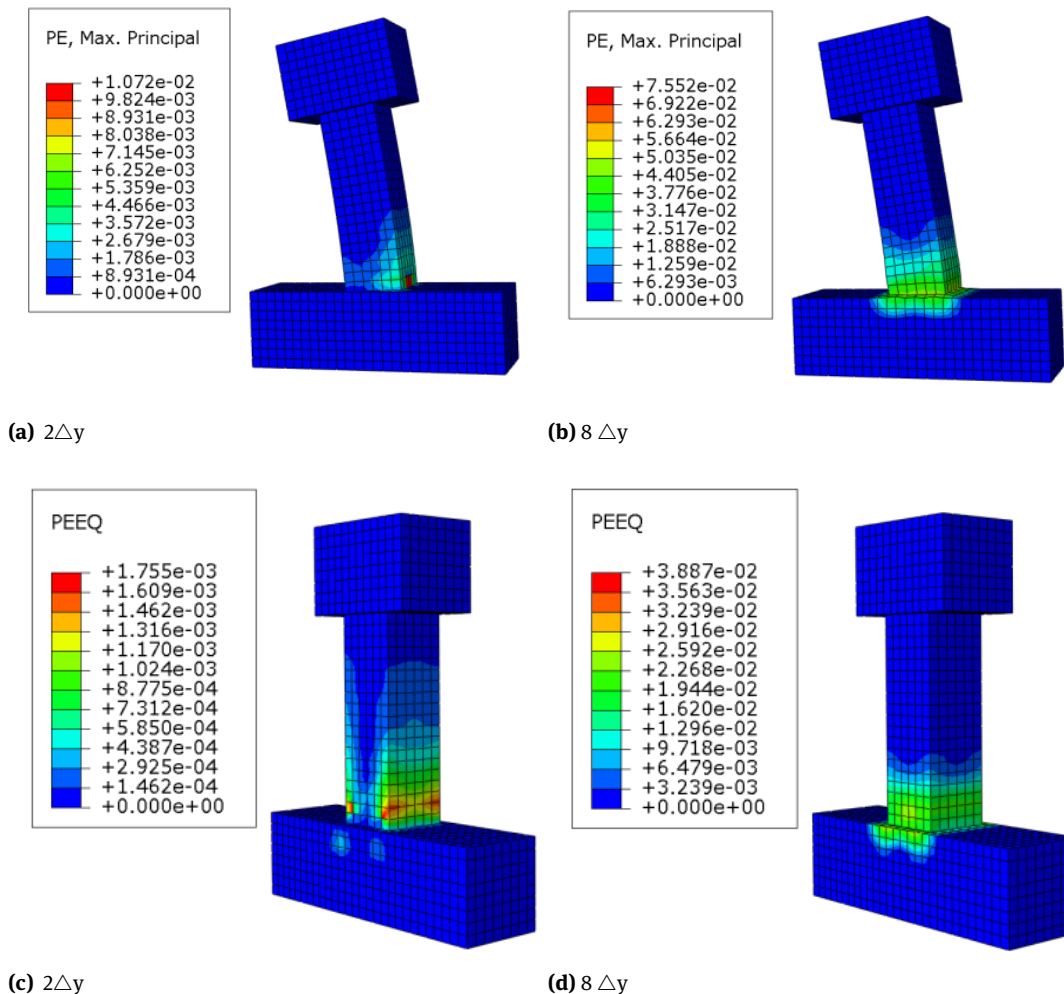 PE, Max. Principal
+1.072e-02
+9.824e-03
+8.931e-03
+8.038e-03
+7.145e-03
+6.252e-03
+5.359e-03
+4.466e-03
+3.572e-03
+2.679e-03
+1.786e-03
+8.931e-04
+0.000e+00
PE, Max. Principal
+7.552e-02
+6.922e-02
+6.293e-02
+5.664e-02
+5.035e-02
+4.405e-02
+3.776e-02
+3.147e-02
+2.517e-02
+1.888e-02
+1.259e-02
+6.293e-03
+0.000e+00
(a) 2△y
(b) 8 △y
PEEQ
+1.755e-03
+1.609e-03
+1.462e-03
+1.316e-03
+1.170e-03
+1.024e-03
+8.775e-04
+7.312e-04
+5.850e-04
+4.387e-04
+2.925e-04
+1.462e-04
+0.000e+00
PEEQ
+3.887e-02
+3.563e-02
+3.239e-02
+2.916e-02
+2.592e-02
+2.268e-02
+1.944e-02
+1.620e-02
+1.296e-02
+9.718e-03
+6.479e-03
+3.239e-03
+0.000e+00
(c) 2△y
(d) 8 △y